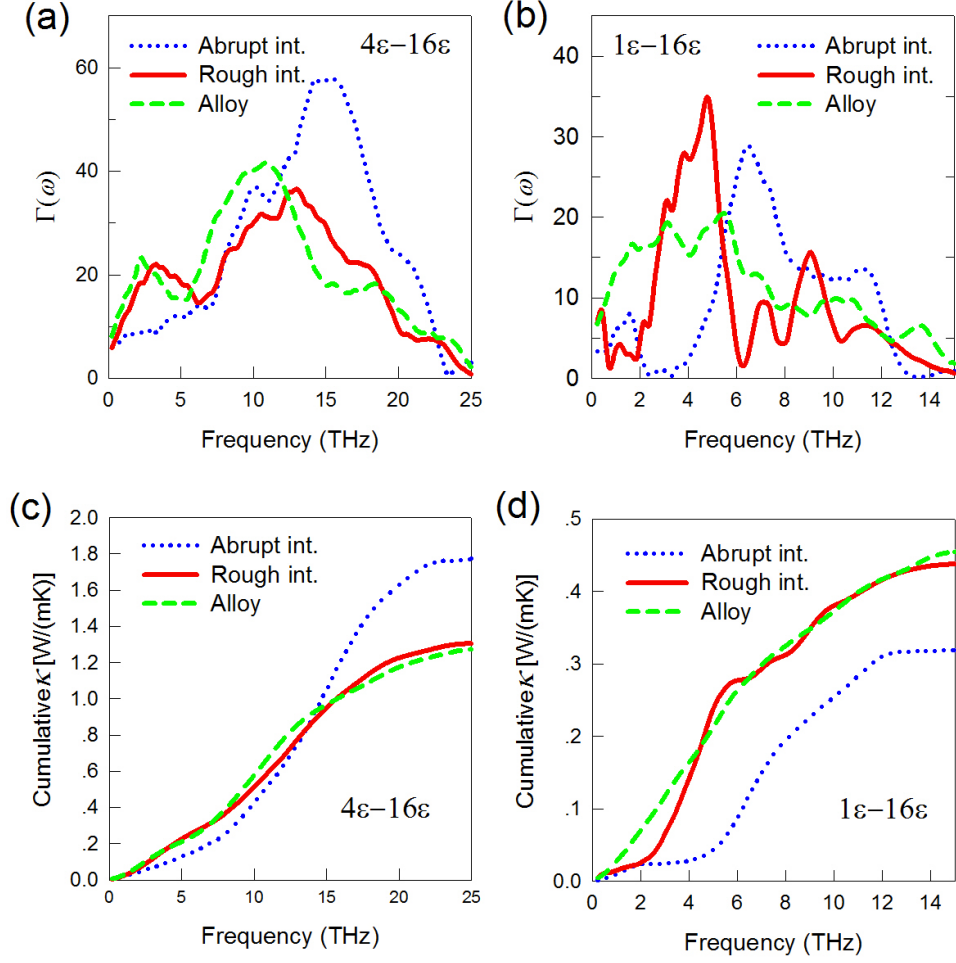 (a)
Abrupt int.
Rough int.
Alloy
4ε−16ε
60
40
20
0
Γ(ω)
0 5 10 15 20 25
Frequency (THz)
(b)
1ε−16ε
Abrupt int.
Rough int.
Alloy
40
30
20
10
0
Γ(ω)
0 2 4 6 8 10 12 14
Frequency (THz)
(c)
2.0
1.8
1.6
1.4
1.2
1.0
.8
.6
.4
.2
0.0
Cumulative κ [W/(mK)]
Abrupt int.
Rough int.
Alloy
4ε−16ε
0 5 10 15 20 25
Frequency (THz)
(d)
.5
.4
.3
.2
.1
0.0
Cumulative κ [W/(mK)]
Abrupt int.
Rough int.
Alloy
1ε−16ε
0 2 4 6 8 10 12 14
Frequency (THz)